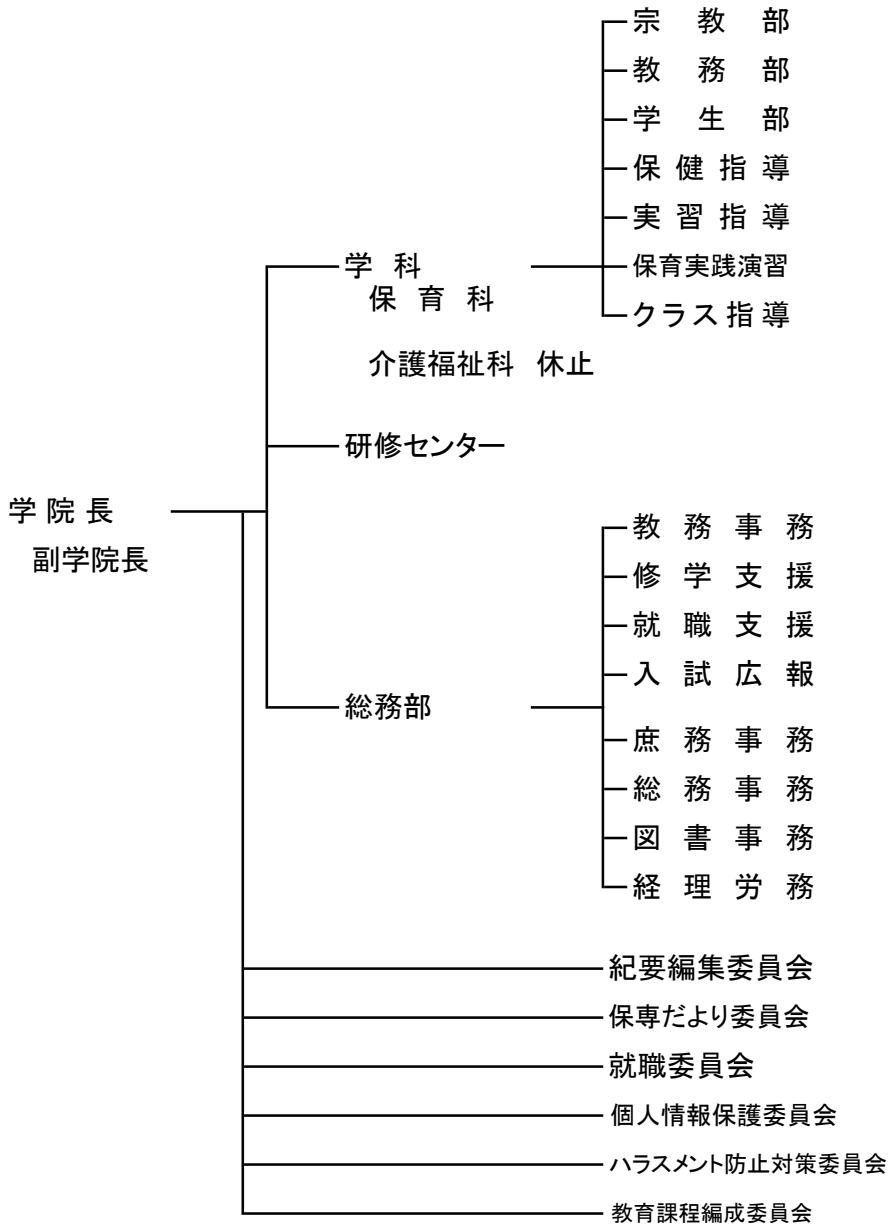 宗教部
教務部
学生部
保健指導
実習指導
学科
保育実践演習
保育科
クラス指導
介護福祉科 休止
研修センター
学院長
副学院長
教務事務
修学支援
就職支援
入試広報
総務部
庶務事務
総務事務
図書事務
経理労務
紀要編集委員会
保専だより委員会
就職委員会
個人情報保護委員会
ハラスメント防止対策委員会
教育課程編成委員会